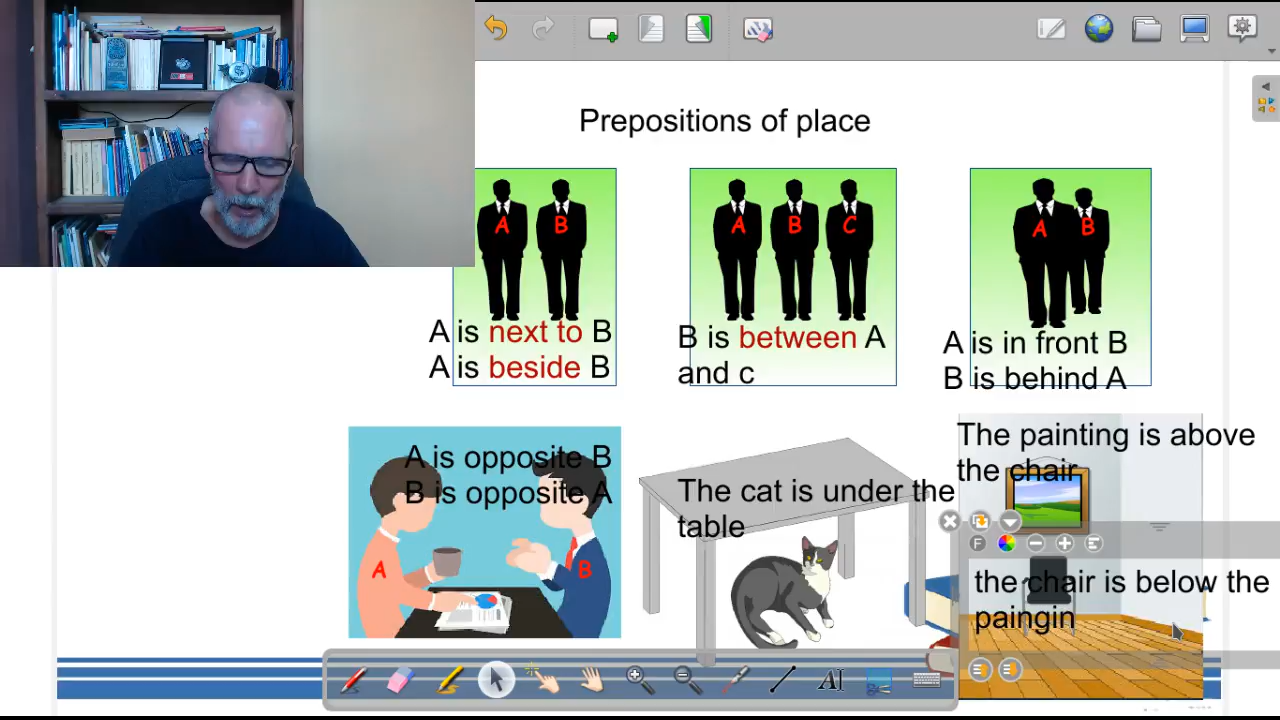 Prepositions of place
A B
A B C
A B
A is next to B
A is beside B
B is between A
and c
A is in front B
B is behind A
A is opposite B
B is opposite A
A B
The cat is under the
table
The painting is above
the chair
F
the chair is below the
paingin
AI